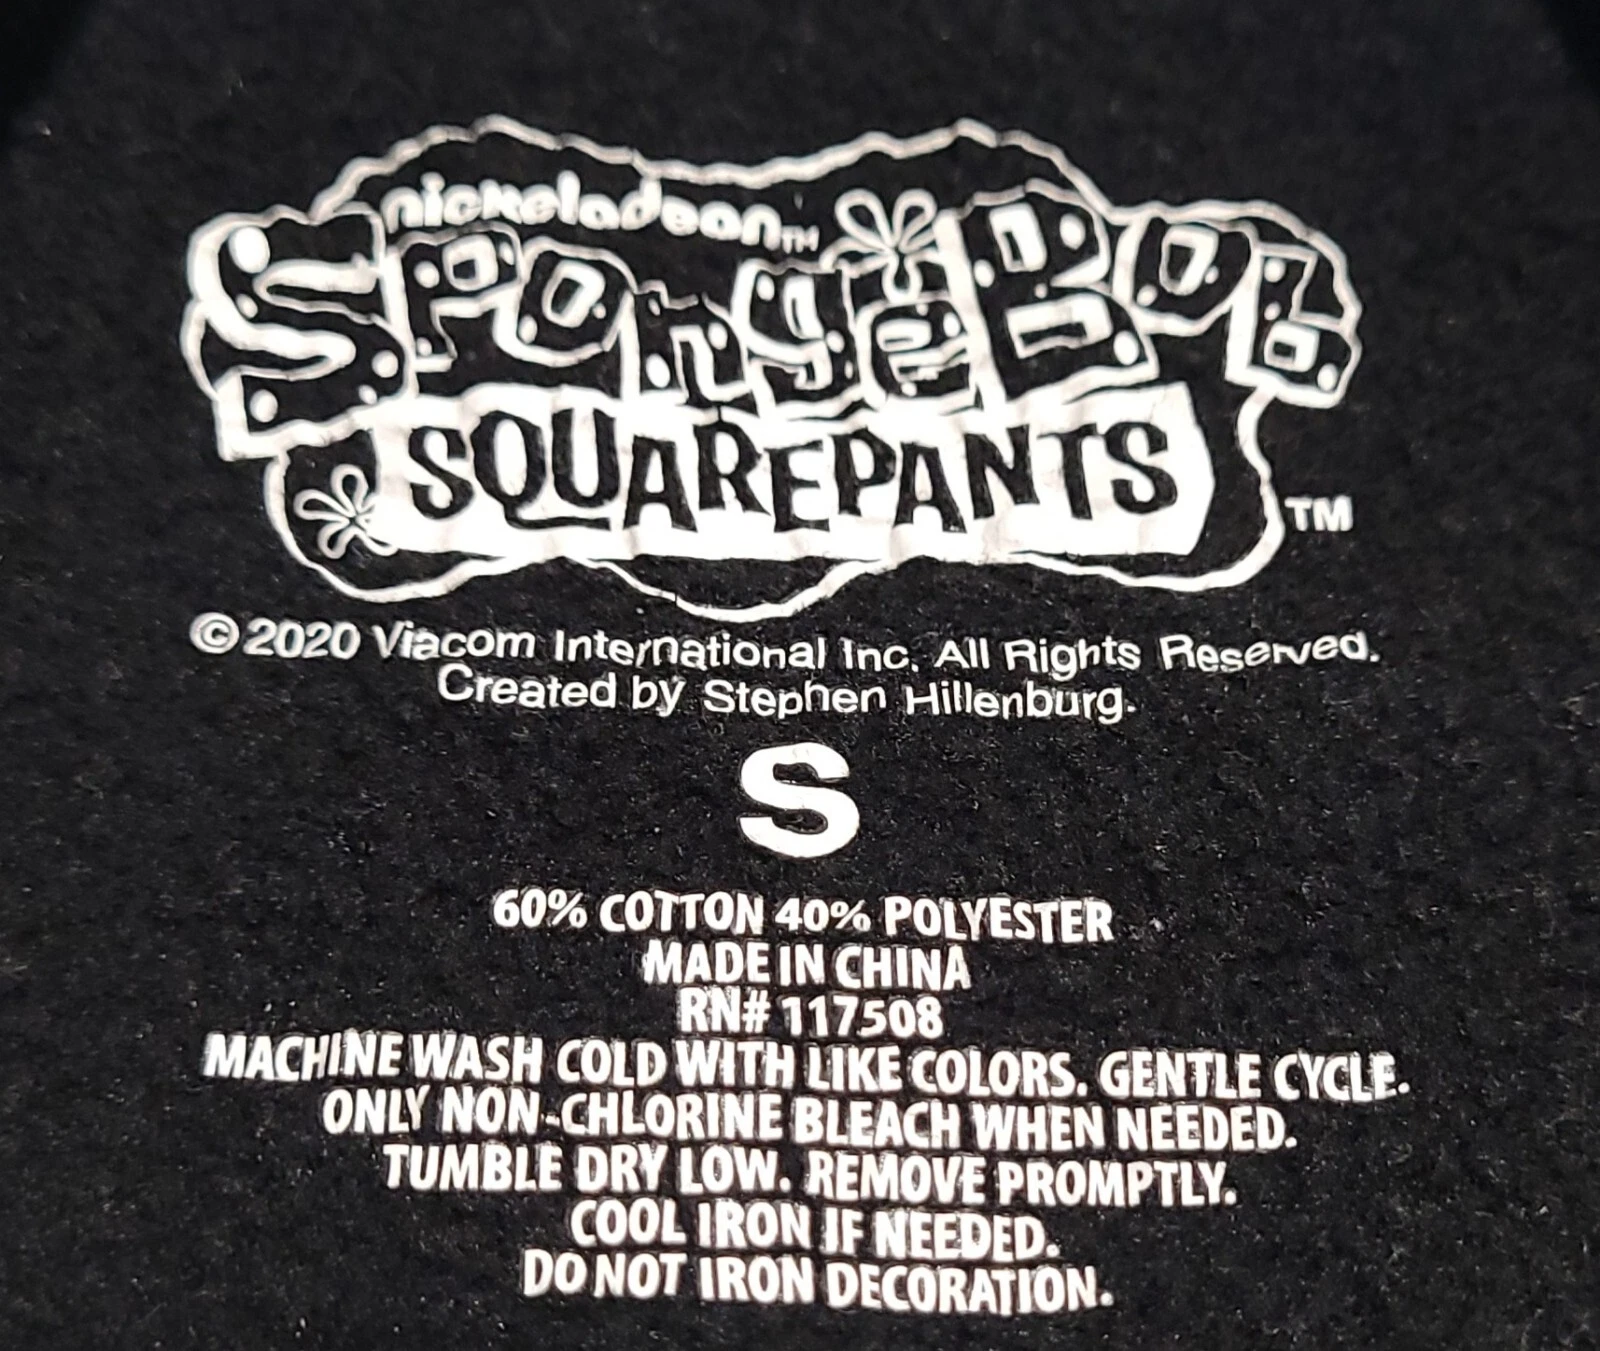 nickelodeon™
SPongeBoB
SQUAREPANTS
TM
© 2020 Viacom International Inc. All Rights Reserved.
Created by Stephen Hillenburg.
S
60% COTTON 40% POLYESTER
MADE IN CHINA
RN# 117508
MACHINE WASH COLD WITH LIKE COLORS. GENTLE CYCLE.
ONLY NON-CHLORINE BLEACH WHEN NEEDED.
TUMBLE DRY LOW. REMOVE PROMPTLY.
COOL IRON IF NEEDED.
DO NOT IRON DECORATION.